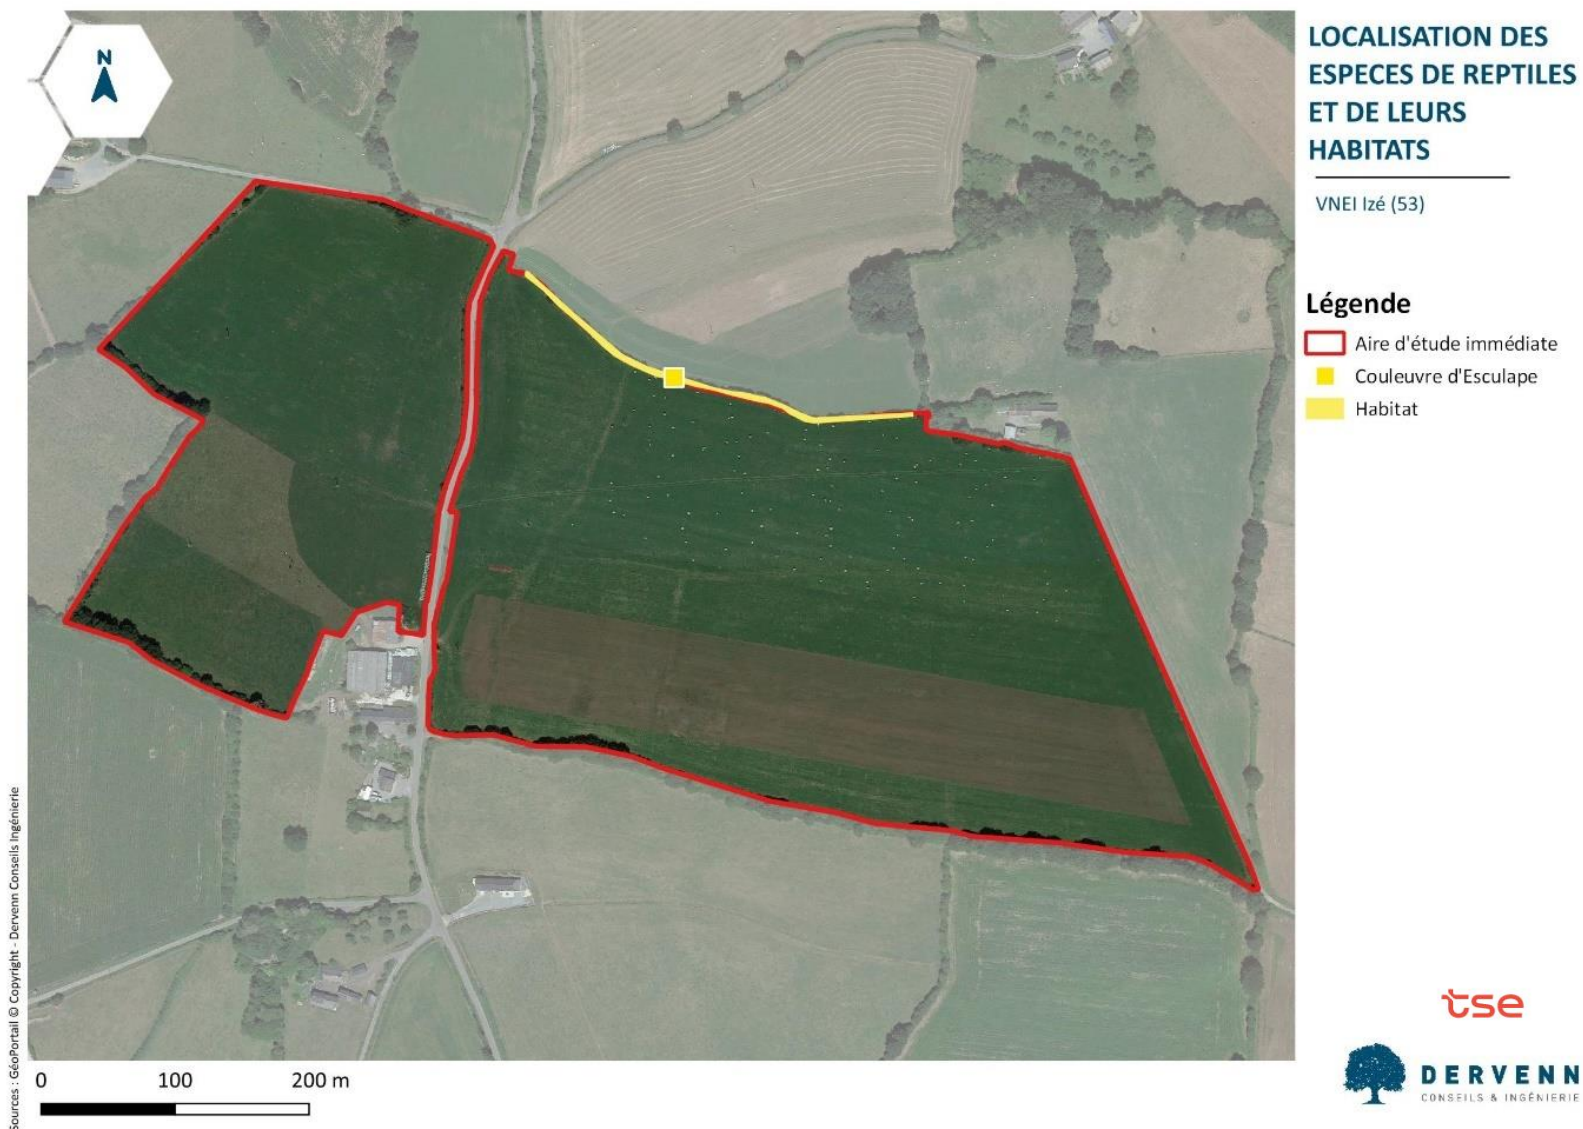 N
LOCALISATION DES
ESPECES DE REPTILES
ET DE LEURS
HABITATS
VNEI Izé (53)
Légende
Aire d'étude immédiate
Couleuvre d'Esculape
Habitat
Sources : GéoPortail © Copyright - Dervenn Conseils Ingénierie
0 100 200 m
tse
DERVENN
CONSEILS & INGÉNIERIE